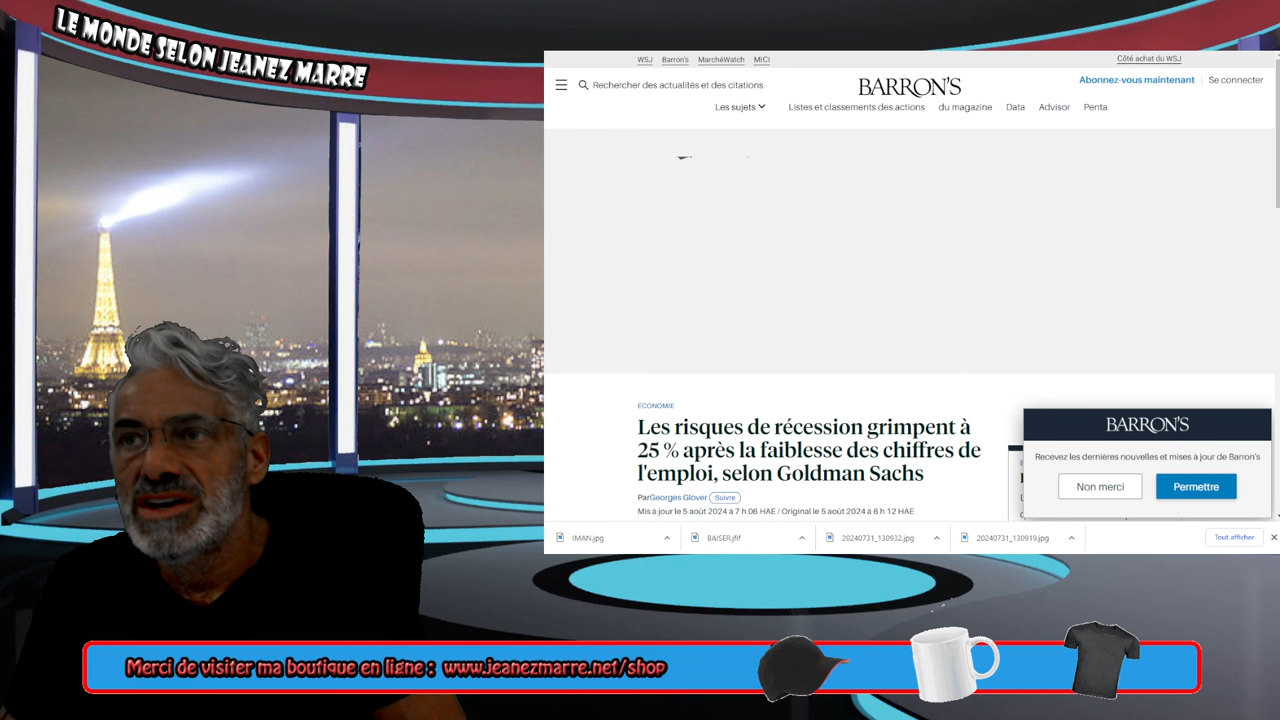 LE MONDE SELON JEANEZ MARRE
WSJ Barron's MarchéWatch MICI
Côté achat du WSJ
Rechercher des actualités et des citations
BARRON'S
Abonnez-vous maintenant Se connecter
Les sujets Listes et classements des actions du magazine Data Advisor Penta
ECONOMIE
Les risques de récession grimpent à
25 % après la faiblesse des chiffres de
l'emploi, selon Goldman Sachs
ParGeorges Glover Suivre
Mis à jour le 5 août 2024 à 7 h 06 HAE / Original le 5 août 2024 à 6 h 12 HAE
BARRON'S
Recevez les dernières nouvelles et mises à jour de Barron's
Non merci Permettre
IMAN.jpg BAISER.jfif 20240731_130932.jpg 20240731_130919.jpg Tout afficher
Merci de visiter ma boutique en ligne : www.jeanezmarre.net/shop